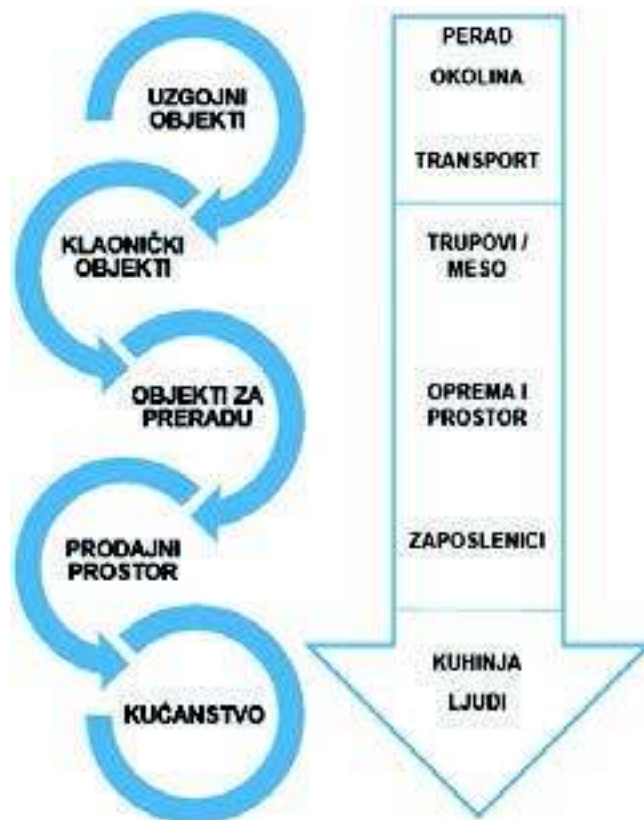 UZGOJNI
OBJEKTI
KLAONIČKI
OBJEKTI
OBJEKTI ZA
PRERADU
PRODAJNI
PROSTOR
KUĆANSTVO
PERAD
OKOLINA
TRANSPORT
TRUPOVI /
MESO
OPREMA I
PROSTOR
ZAPOSLENICI
KUHINJA
LJUDI